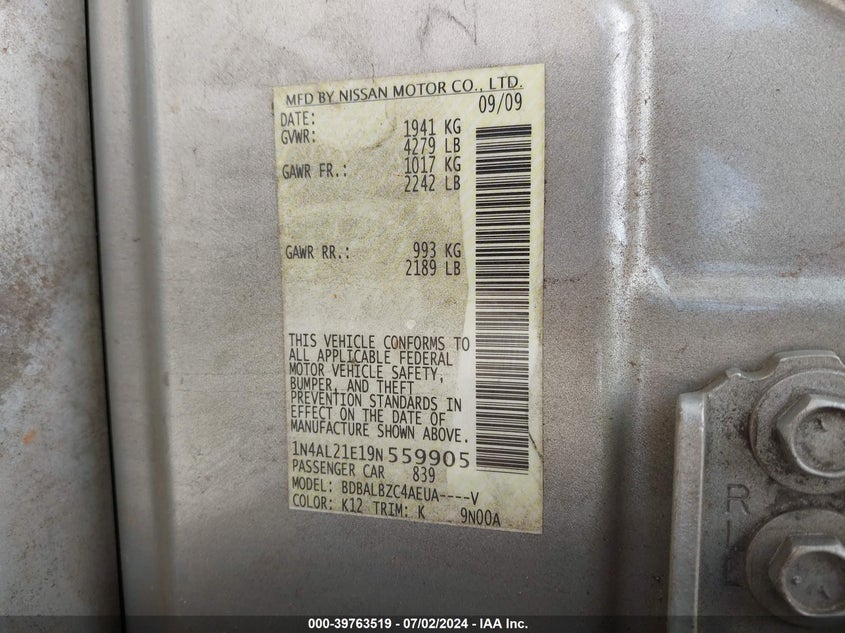 MFD BY NISSAN MOTOR CO., LTD.
DATE: 09/09
GVWR: 1941 KG
4279 LB
GAWR FR.: 1017 KG
2242 LB
GAWR RR.: 993 KG
2189 LB
THIS VEHICLE CONFORMS TO
ALL APPLICABLE FEDERAL
MOTOR VEHICLE SAFETY,
BUMPER, AND THEFT
PREVENTION STANDARDS IN
EFFECT ON THE DATE OF
MANUFACTURE SHOWN ABOVE.
1N4AL21E19N559905
PASSENGER CAR 839
MODEL: BDBALBZC4AEUA----V
COLOR: K12 TRIM: K 9N00A
000-39763519 - 07/02/2024 - IAA Inc.